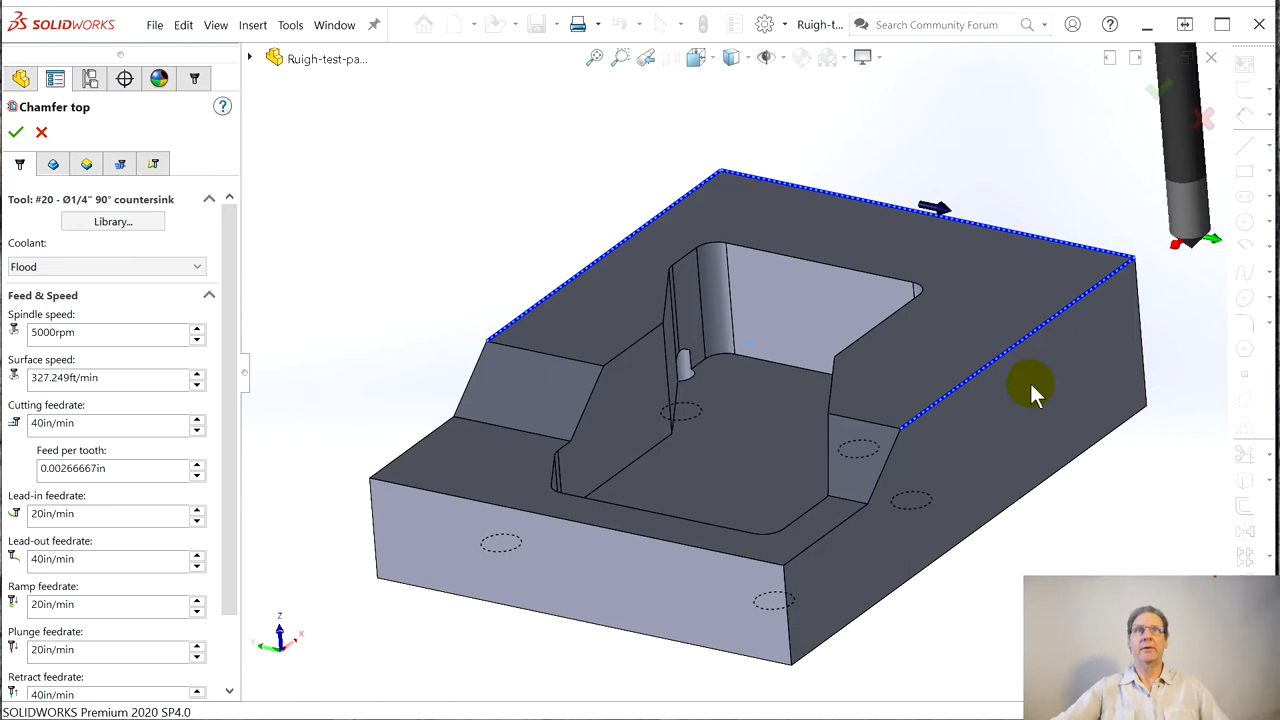 SOLIDWORKS File Edit View Insert Tools Window Ruigh-t... Search Community Forum
Ruigh-test-pa...
Chamfer top
Tool: #20 - Ø1/4" 90° countersink
Library...
Coolant:
Flood
Feed & Speed
Spindle speed:
5000rpm
Surface speed:
327.249ft/min
Cutting feedrate:
40in/min
Feed per tooth:
0.00266667in
Lead-in feedrate:
20in/min
Lead-out feedrate:
40in/min
Ramp feedrate:
20in/min
Plunge feedrate:
20in/min
Retract feedrate:
40in/min
Z
X
Y
SOLIDWORKS Premium 2020 SP4.0